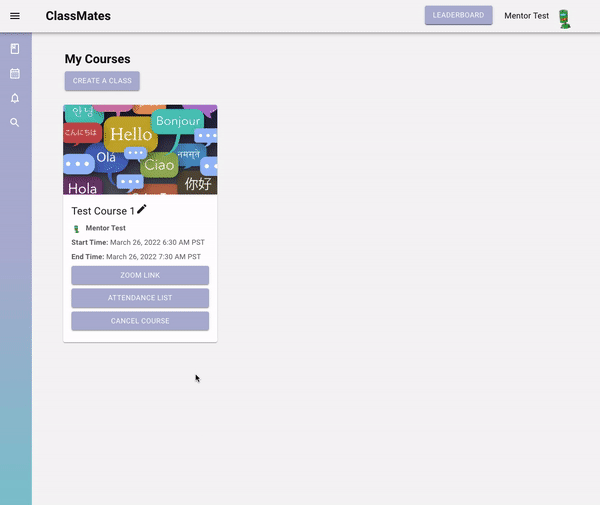 ClassMates
LEADERBOARD
Mentor Test
My Courses
CREATE A CLASS
안녕
Bonjour
こんにちは
Hello
Olá
Ciao
नमस्ते
Hola
你好
Test Course 1
Mentor Test
Start Time: March 26, 2022 6:30 AM PST
End Time: March 26, 2022 7:30 AM PST
ZOOM LINK
ATTENDANCE LIST
CANCEL COURSE